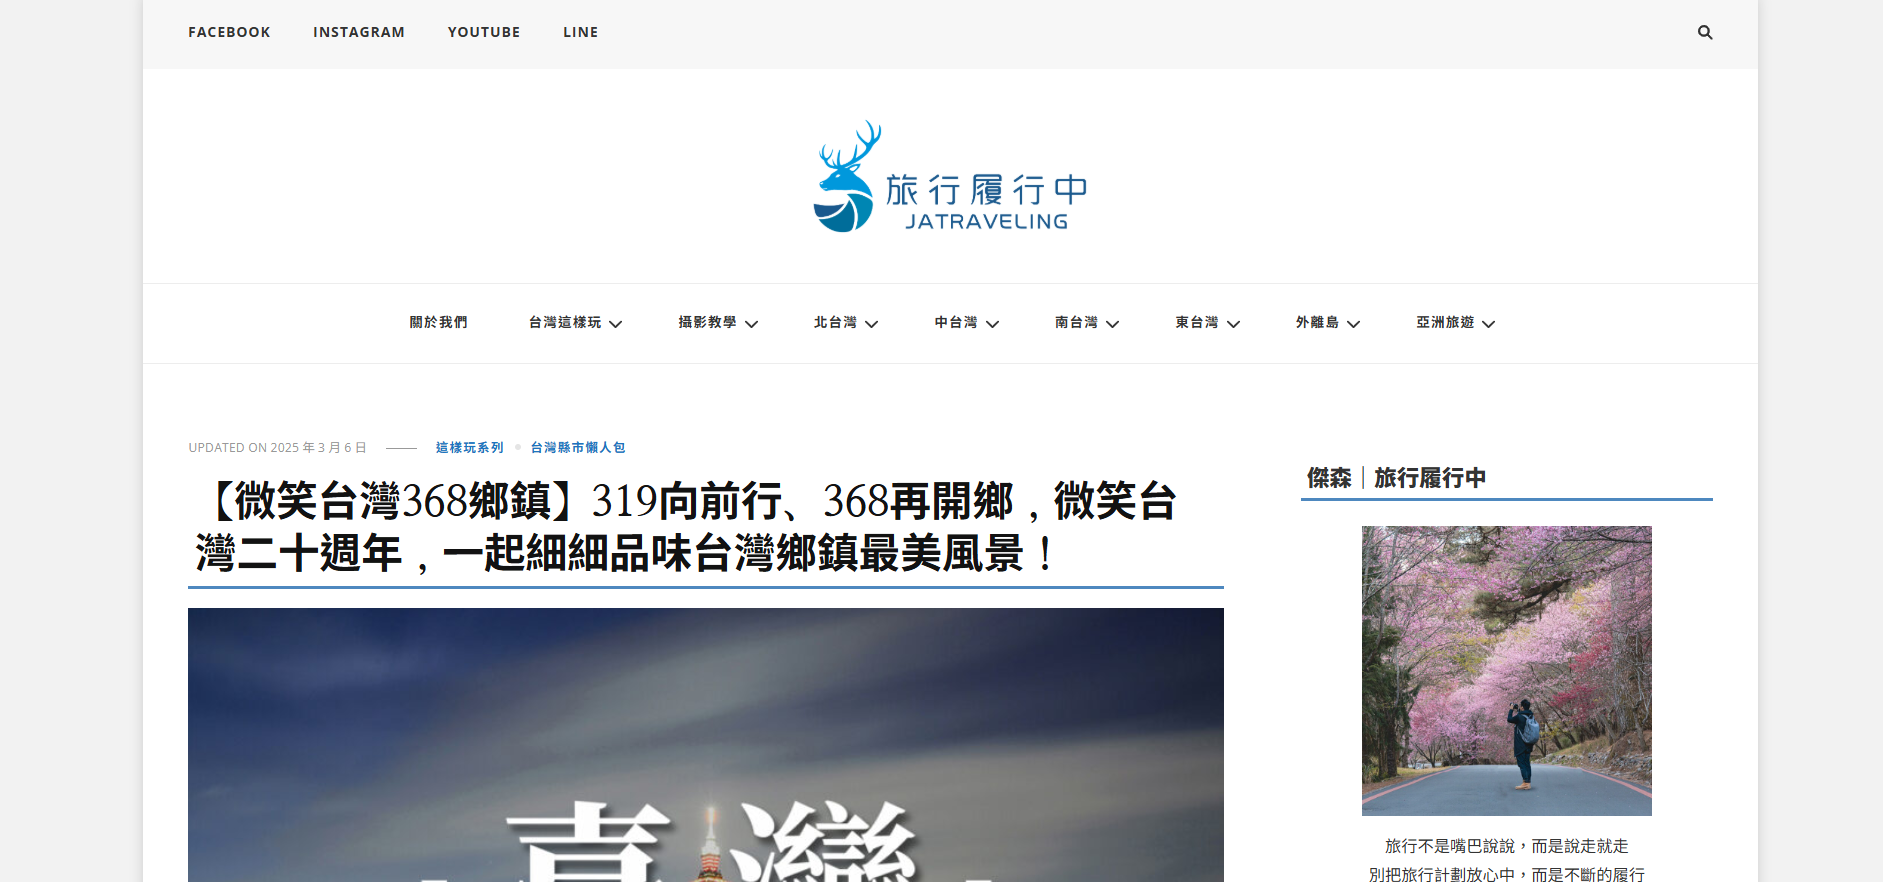 FACEBOOK INSTAGRAM YOUTUBE LINE
旅行履行中
JATRAVELING
關於我們 台灣這樣玩 攝影教學 北台灣 中台灣 南台灣 東台灣 外離島 亞洲旅遊
UPDATED ON 2025 年 3 月 6 日 這樣玩系列 台灣縣市懶人包
【微笑台灣368鄉鎮】319向前行、368再開鄉，微笑台
灣二十週年，一起細細品味台灣鄉鎮最美風景！
臺灣
傑森｜旅行履行中
旅行不是嘴巴說說，而是說走就走
別把旅行計劃放心中，而是不斷的履行